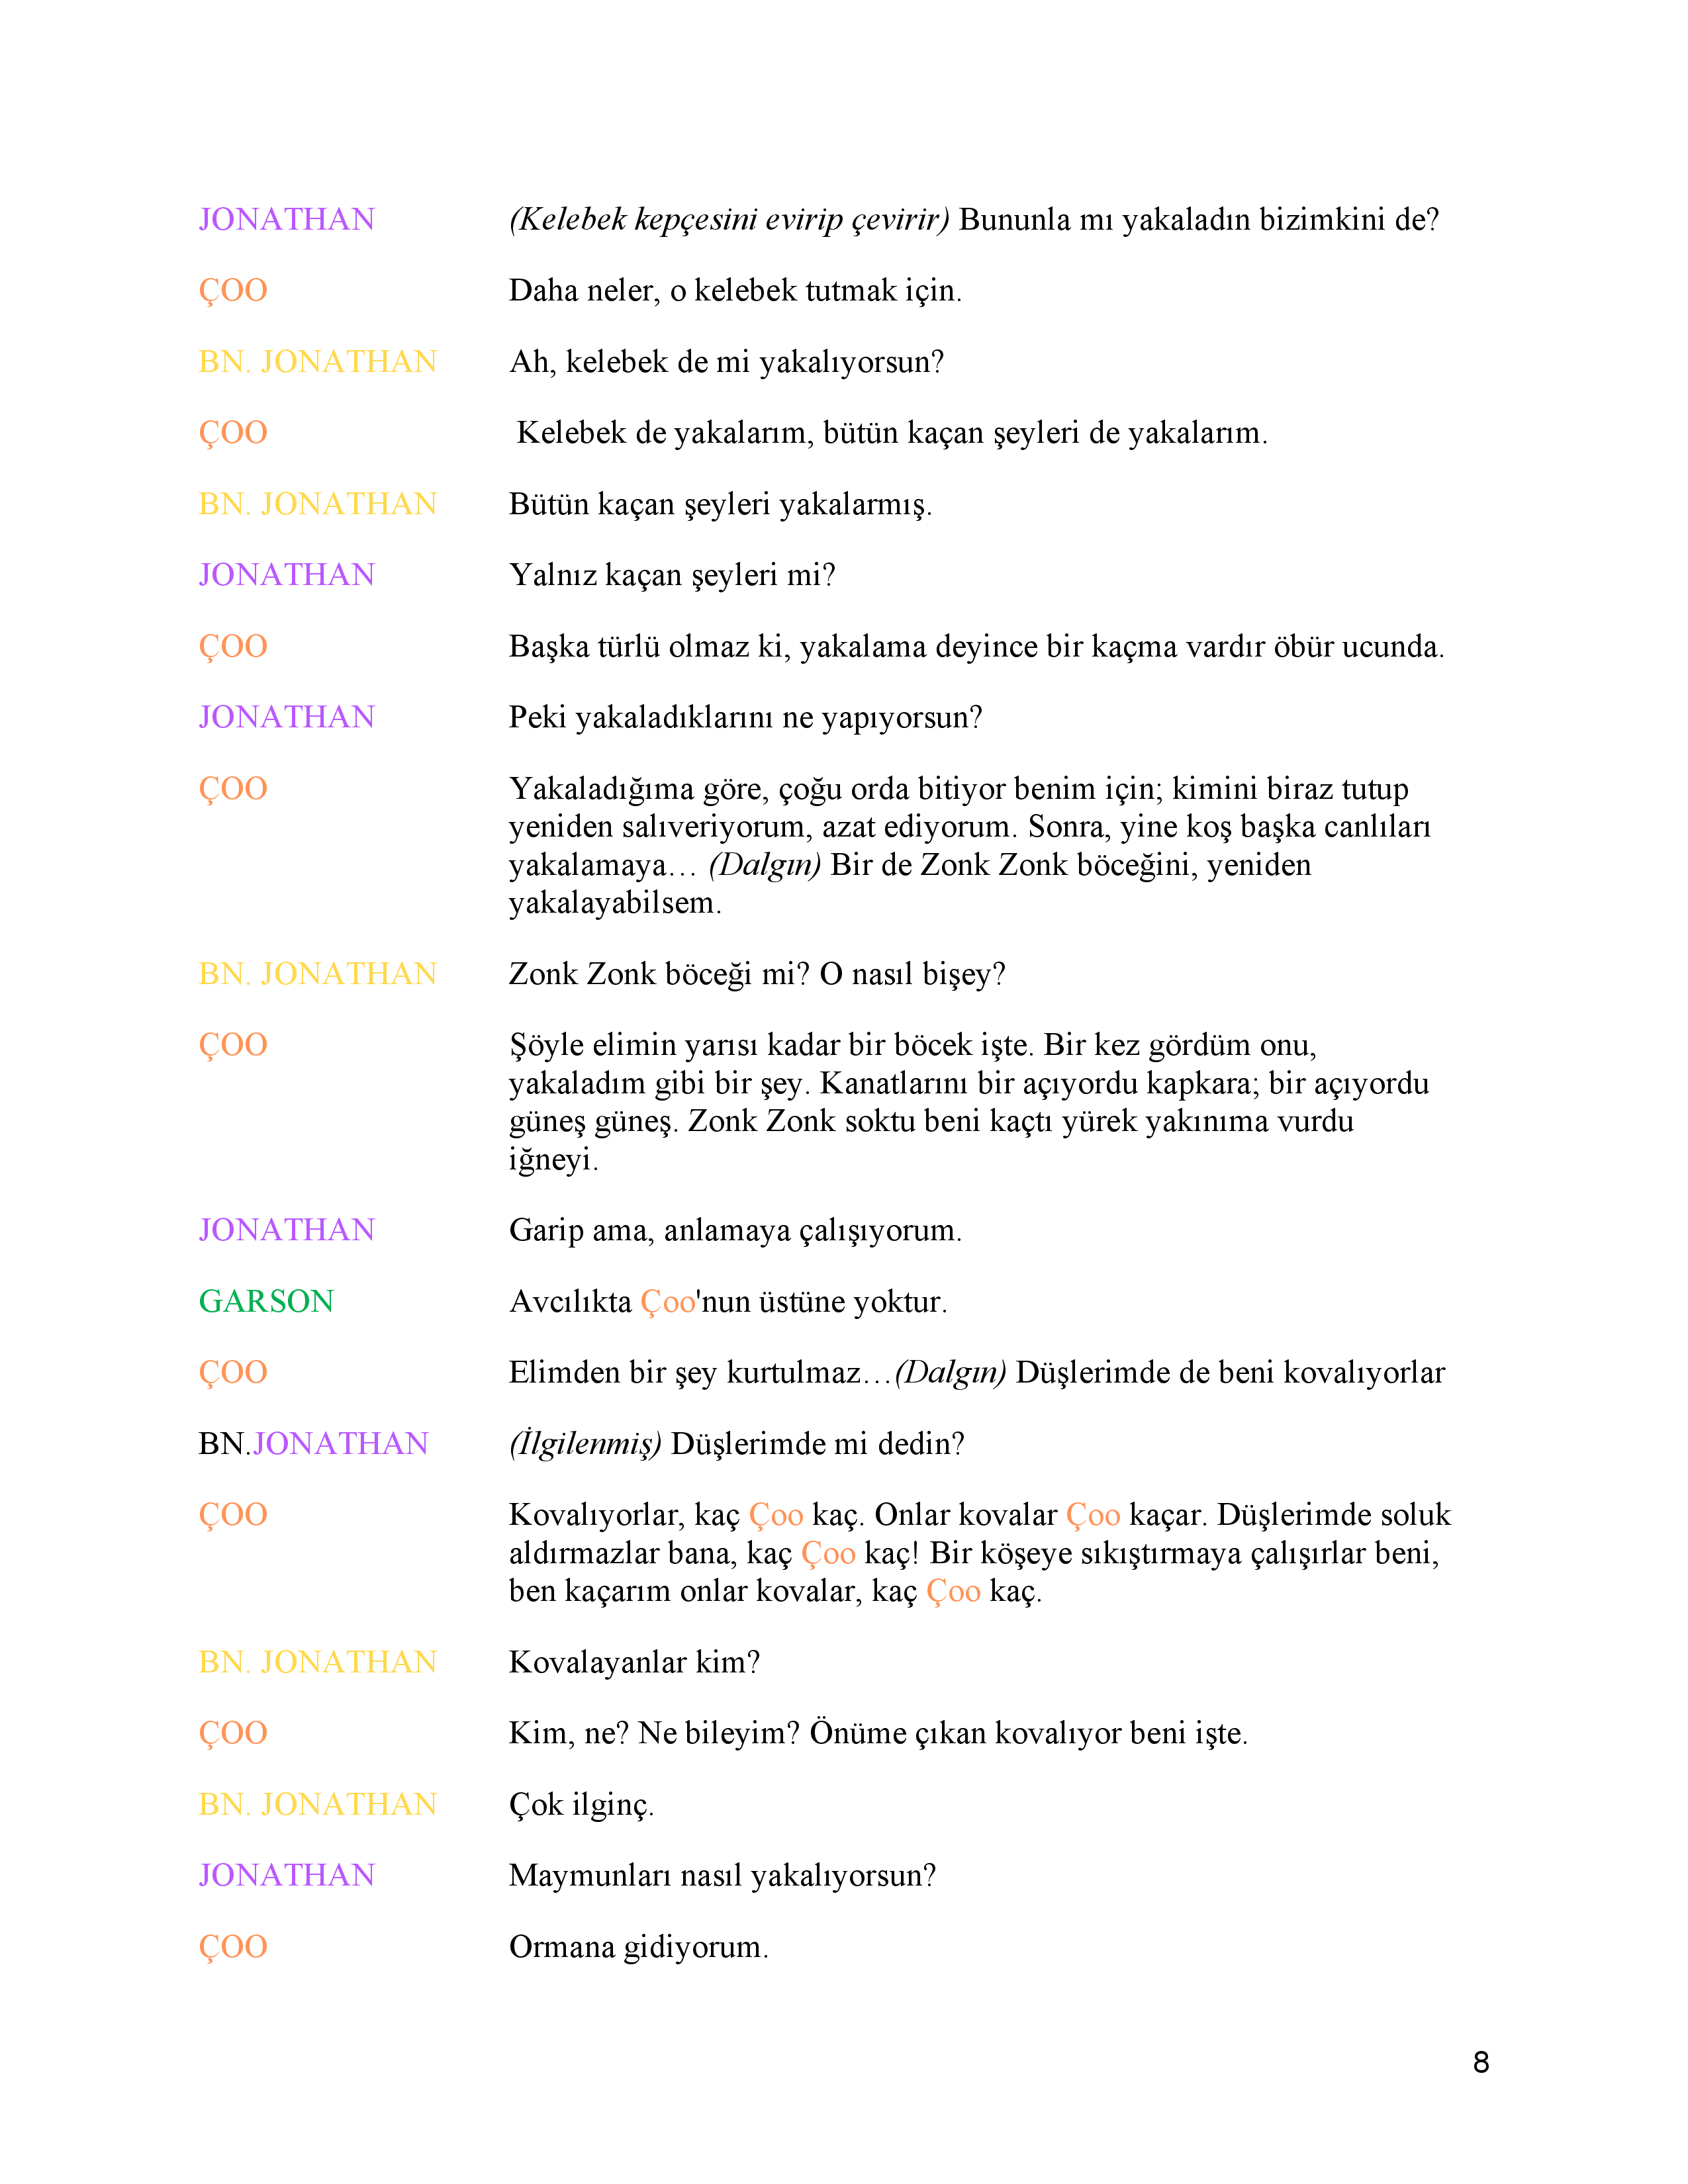 JONATHAN (Kelebek kepçesini evirip çevirir) Bununla mı yakaladın bizimkini de?
ÇOO Daha neler, o kelebek tutmak için.
BN. JONATHAN Ah, kelebek de mi yakalıyorsun?
ÇOO Kelebek de yakalarım, bütün kaçan şeyleri de yakalarım.
BN. JONATHAN Bütün kaçan şeyleri yakalarmış.
JONATHAN Yalnız kaçan şeyleri mi?
ÇOO Başka türlü olmaz ki, yakalama deyince bir kaçma vardır öbür ucunda.
JONATHAN Peki yakaladıklarını ne yapıyorsun?
ÇOO Yakaladığıma göre, çoğu orda bitiyor benim için; kimini biraz tutup
yeniden salıveriyorum, azat ediyorum. Sonra, yine koş başka canlıları
yakalamaya… (Dalgın) Bir de Zonk Zonk böceğini, yeniden
yakalayabilsem.
BN. JONATHAN Zonk Zonk böceği mi? O nasıl bişey?
ÇOO Şöyle elimin yarısı kadar bir böcek işte. Bir kez gördüm onu,
yakaladım gibi bir şey. Kanatlarını bir açıyordu kapkara; bir açıyordu
güneş güneş. Zonk Zonk soktu beni kaçtı yürek yakınıma vurdu
iğneyi.
JONATHAN Garip ama, anlamaya çalışıyorum.
GARSON Avcılıkta Çoo'nun üstüne yoktur.
ÇOO Elimden bir şey kurtulmaz…(Dalgın) Düşlerimde de beni kovalıyorlar
BN.JONATHAN (İlgilenmiş) Düşlerimde mi dedin?
ÇOO Kovalıyorlar, kaç Çoo kaç. Onlar kovalar Çoo kaçar. Düşlerimde soluk
aldırmazlar bana, kaç Çoo kaç! Bir köşeye sıkıştırmaya çalışırlar beni,
ben kaçarım onlar kovalar, kaç Çoo kaç.
BN. JONATHAN Kovalayanlar kim?
ÇOO Kim, ne? Ne bileyim? Önüme çıkan kovalıyor beni işte.
BN. JONATHAN Çok ilginç.
JONATHAN Maymunları nasıl yakalıyorsun?
ÇOO Ormana gidiyorum.
8